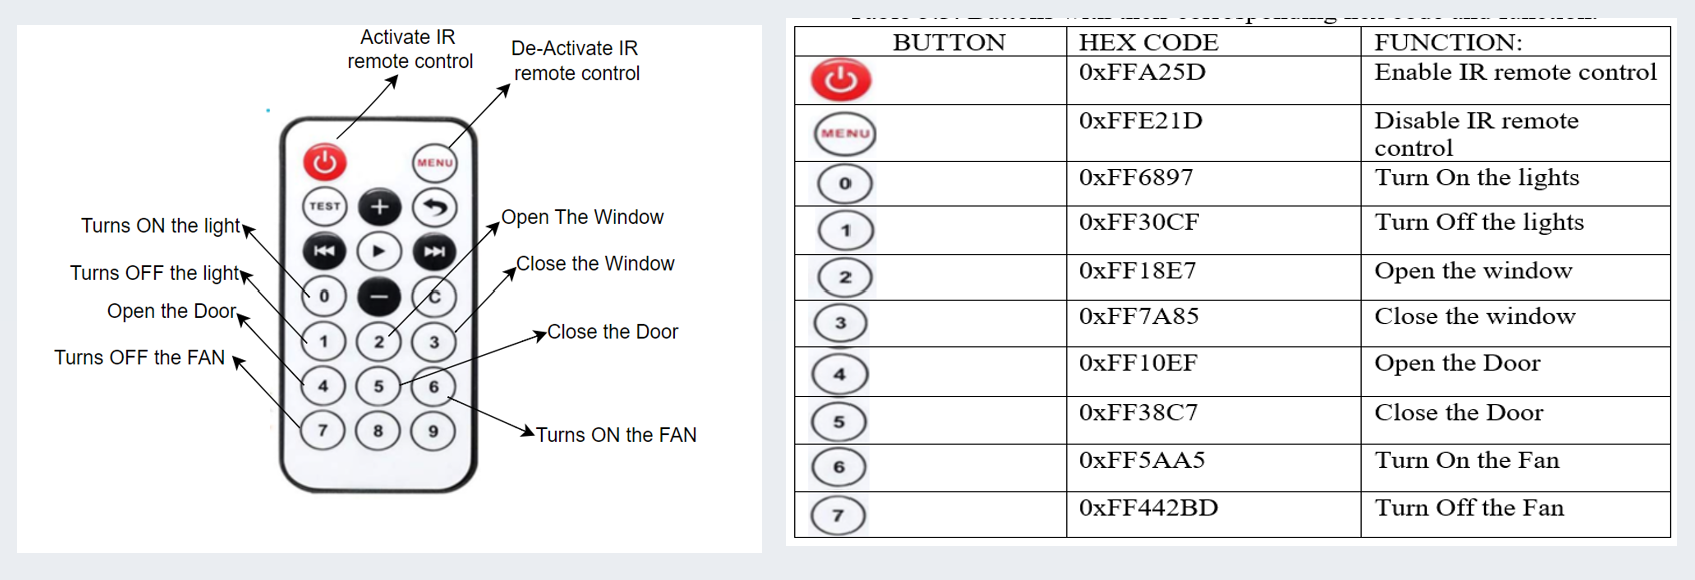 Activate IR
remote control
De-Activate IR
remote control
MENU
TEST
Turns ON the light
Open The Window
Turns OFF the light
Close the Window
0
C
Open the Door
Close the Door
1
2
3
Turns OFF the FAN
4
5
6
7
8
9
Turns ON the FAN
BUTTON HEX CODE FUNCTION:
0xFFA25D Enable IR remote control
MENU 0xFFE21D Disable IR remote
control
0 0xFF6897 Turn On the lights
1 0xFF30CF Turn Off the lights
2 0xFF18E7 Open the window
3 0xFF7A85 Close the window
4 0xFF10EF Open the Door
5 0xFF38C7 Close the Door
6 0xFF5AA5 Turn On the Fan
7 0xFF442BD Turn Off the Fan